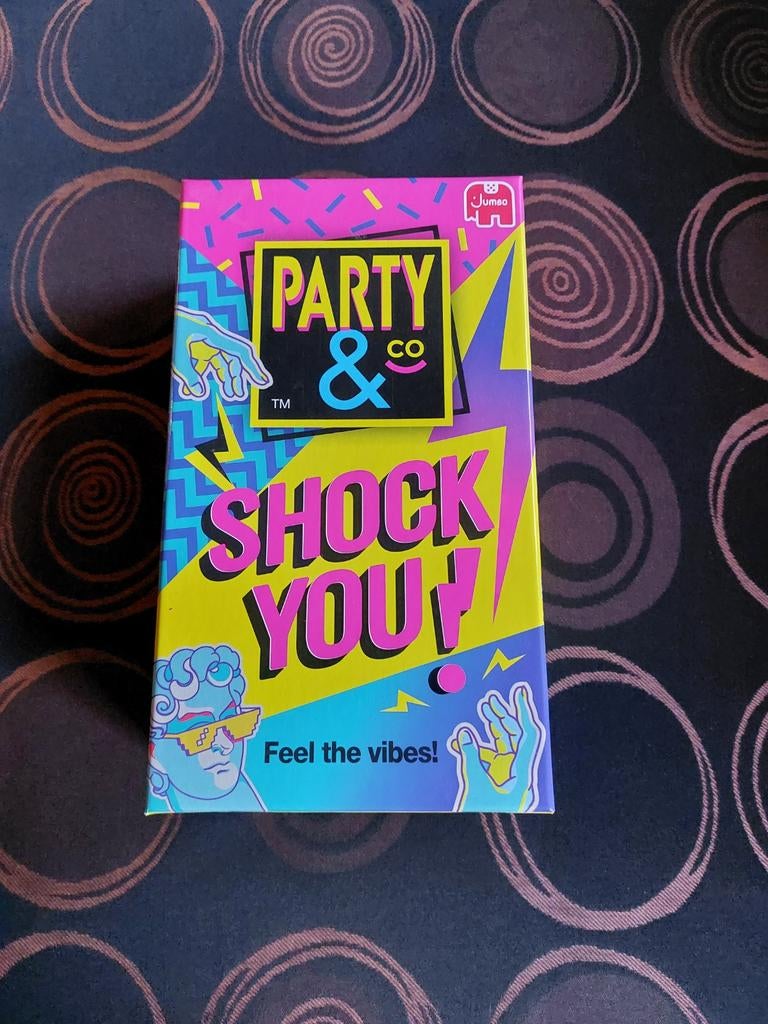 Jumbo
PARTY
& co
TM
SHOCK
YOU!
Feel the vibes!